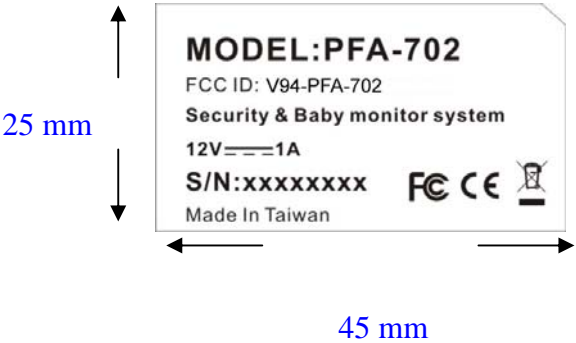 MODEL:PFA-702
FCC ID: V94-PFA-702
Security & Baby monitor system
25 mm
12V⎓1A
S/N:xxxxxxxxx
FC CE
Made In Taiwan
45 mm